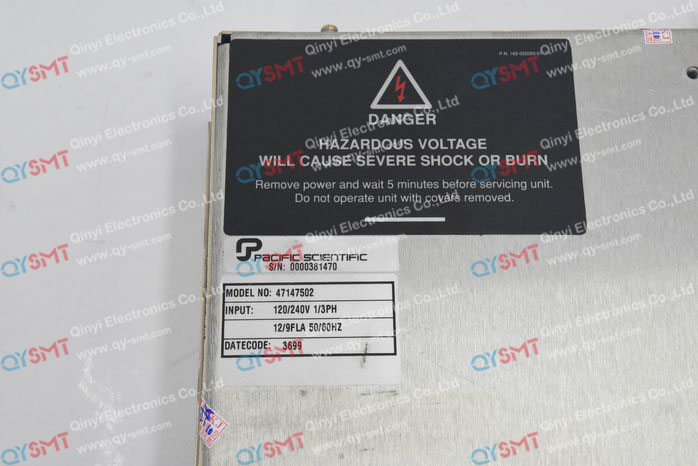 DANGER
HAZARDOUS VOLTAGE
WILL CAUSE SEVERE SHOCK OR BURN
Remove power and wait 5 minutes before servicing unit.
Do not operate unit with covers removed.
PACIFIC SCIENTIFIC
S/N: 0000381470
MODEL NO: 47147502
INPUT: 120/240V 1/3PH
12/9FLA 50/60HZ
DATECODE: 3699
QYSMT
Qinyi Electronics Co.,Ltd
www.qy-smt.com